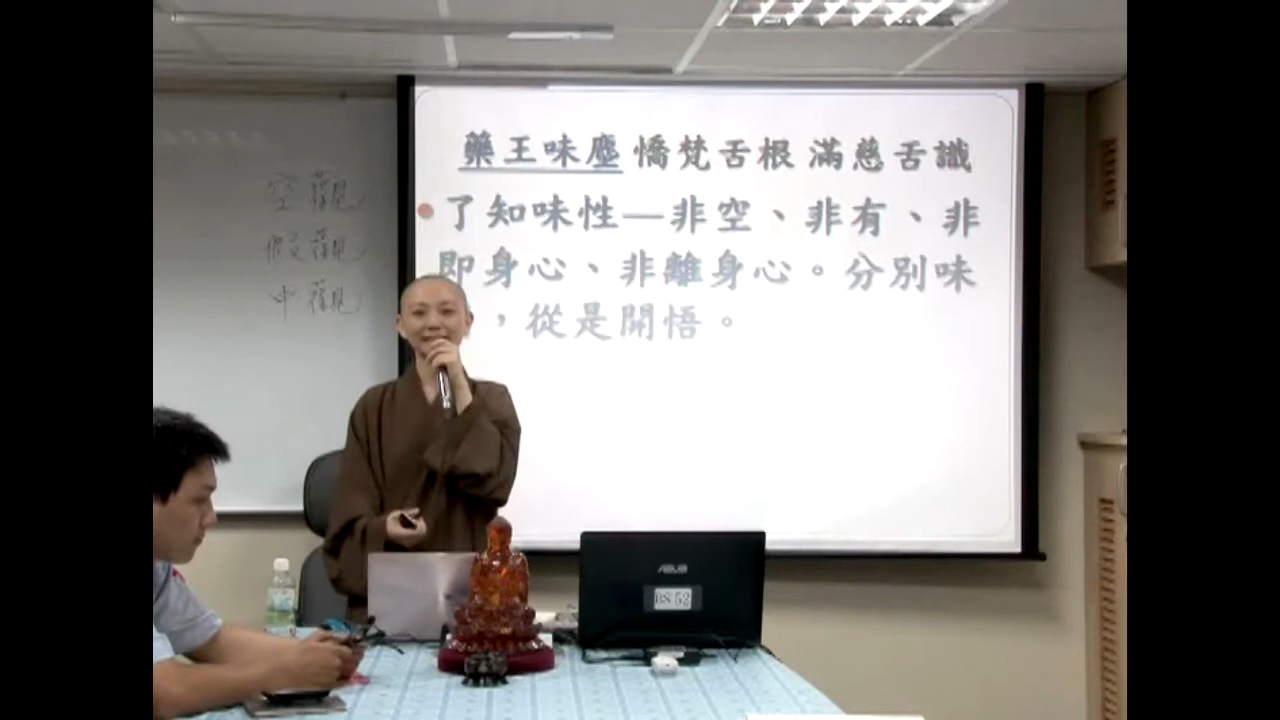 藥王味塵 憍梵舌根 滿慈舌識
了知味性—非空、非有、非
即身心、非離身心。分別味
，從是開悟。
空觀
假觀
中觀
ASUS